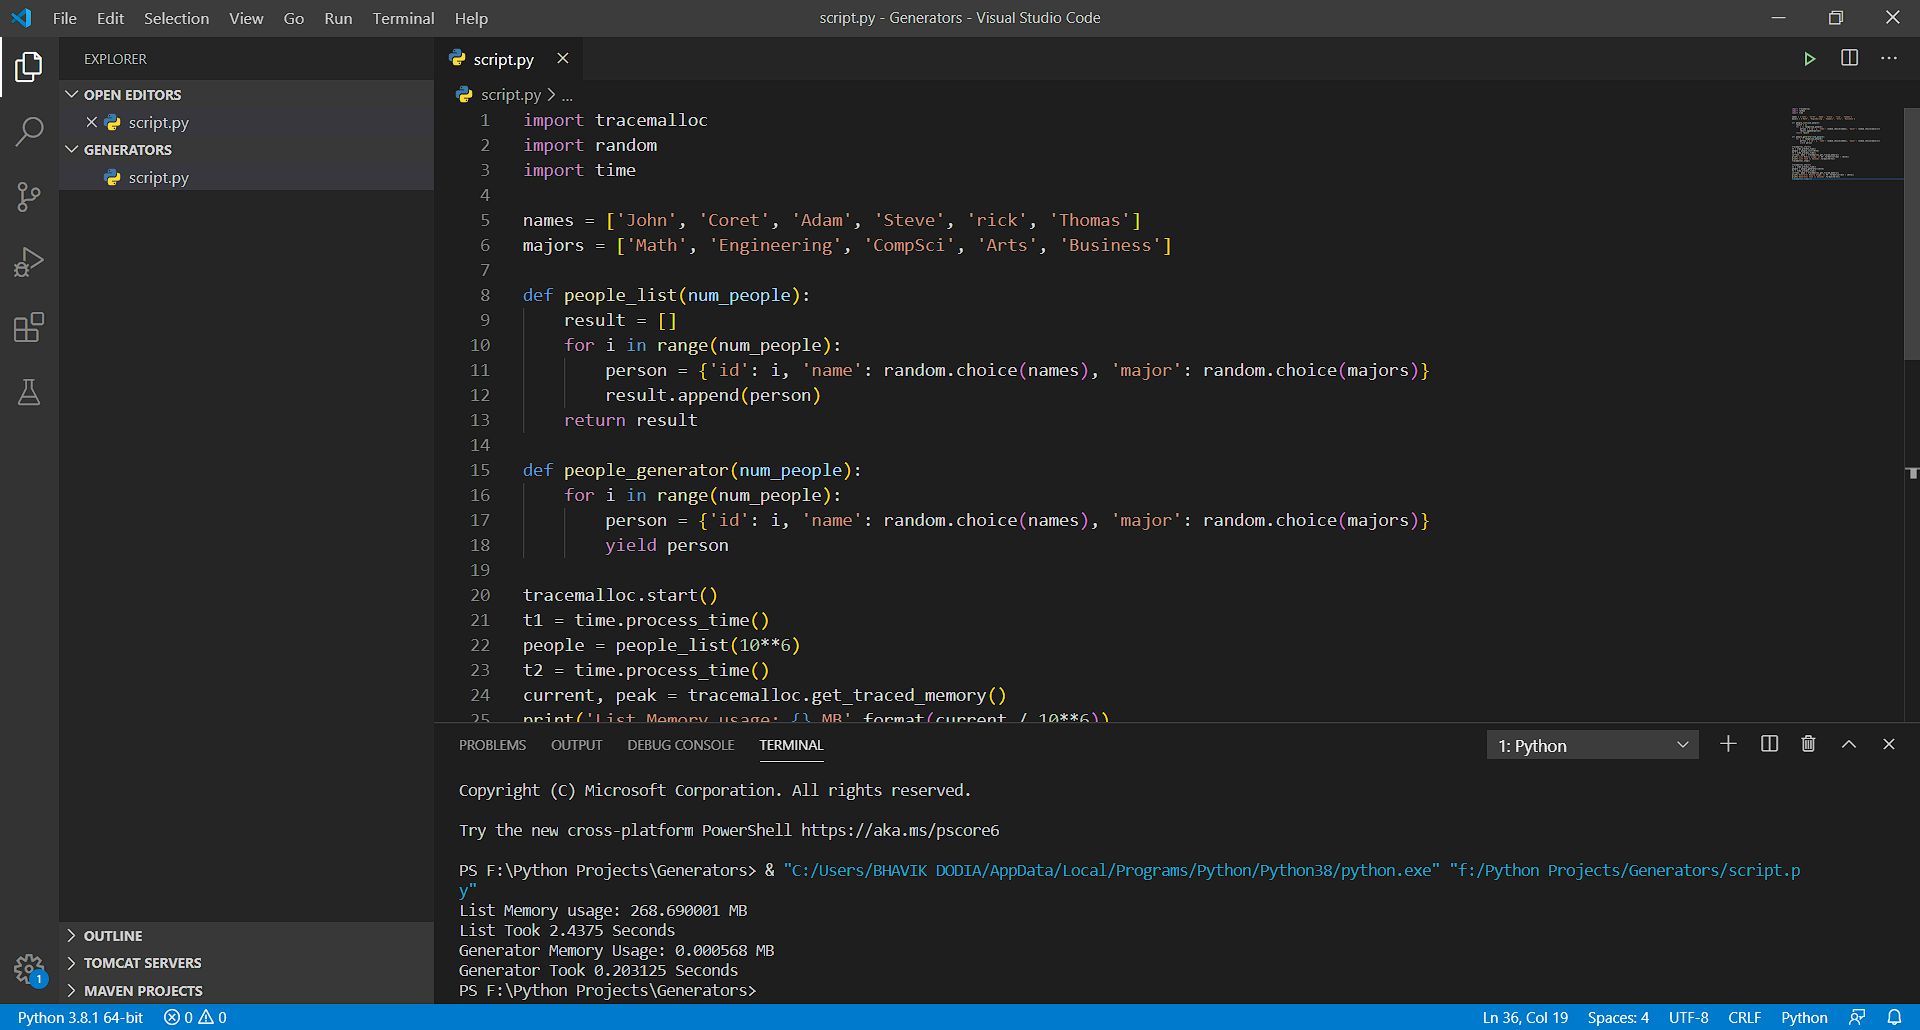 File Edit Selection View Go Run Terminal Help
script.py - Generators - Visual Studio Code
EXPLORER
OPEN EDITORS
script.py
GENERATORS
script.py
OUTLINE
TOMCAT SERVERS
MAVEN PROJECTS
1
script.py
script.py > ...
1 import tracemalloc
2 import random
3 import time
4
5 names = ['John', 'Coret', 'Adam', 'Steve', 'rick', 'Thomas']
6 majors = ['Math', 'Engineering', 'CompSci', 'Arts', 'Business']
7
8 def people_list(num_people):
9     result = []
10     for i in range(num_people):
11         person = {'id': i, 'name': random.choice(names), 'major': random.choice(majors)}
12         result.append(person)
13     return result
14
15 def people_generator(num_people):
16     for i in range(num_people):
17         person = {'id': i, 'name': random.choice(names), 'major': random.choice(majors)}
18         yield person
19
20 tracemalloc.start()
21 t1 = time.process_time()
22 people = people_list(10**6)
23 t2 = time.process_time()
24 current, peak = tracemalloc.get_traced_memory()
25 print('List Memory usage: {} MB'.format(current / 10**6))
PROBLEMS OUTPUT DEBUG CONSOLE TERMINAL 1: Python
Copyright (C) Microsoft Corporation. All rights reserved.
Try the new cross-platform PowerShell https://aka.ms/pscore6
PS F:\Python Projects\Generators> & "C:/Users/BHAVIK DODIA/AppData/Local/Programs/Python/Python38/python.exe" "f:/Python Projects/Generators/script.p
y"
List Memory usage: 268.690001 MB
List Took 2.4375 Seconds
Generator Memory Usage: 0.000568 MB
Generator Took 0.203125 Seconds
PS F:\Python Projects\Generators>
Python 3.8.1 64-bit 0 0 Ln 36, Col 19 Spaces: 4 UTF-8 CRLF Python